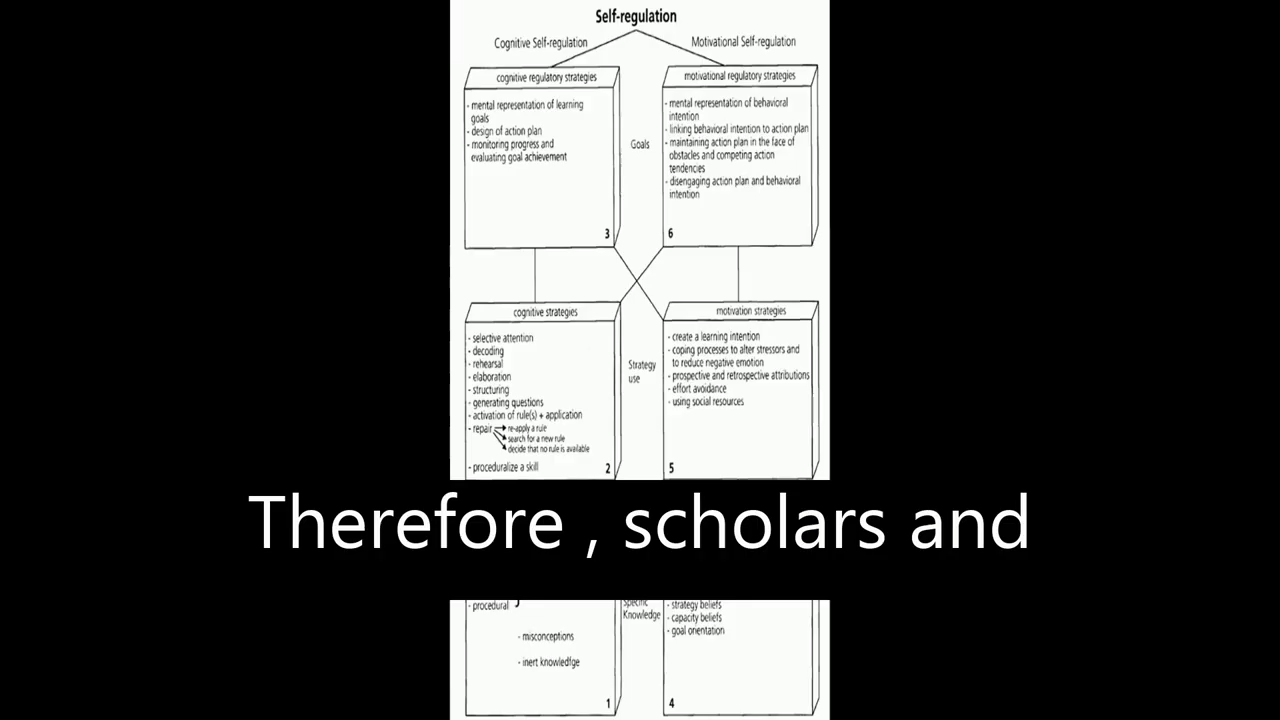 Self-regulation
Cognitive Self-regulation
Motivational Self-regulation
cognitive regulatory strategies
- mental representation of learning
goals
- design of action plan
- monitoring progress and
evaluating goal achievement
3
Goals
motivational regulatory strategies
- mental representation of behavioral
intention
- linking behavioral intention to action plan
- maintaining action plan in the face of
obstacles and competing action
tendencies
- disengaging action plan and behavioral
intention
6
cognitive strategies
- selective attention
- decoding
- rehearsal
- elaboration
- structuring
- generating questions
- activation of rule(s) + application
- repair
re-apply a rule
search for a new rule
decide that no rule is available
- proceduralize a skill
2
Strategy
use
motivation strategies
- create a learning intention
- coping processes to alter stressors and
to reduce negative emotion
- prospective and retrospective attributions
- effort avoidance
- using social resources
5
Therefore , scholars and
- procedural
- misconceptions
- inert knowledfge
1
Specific
Knowledge
- strategy beliefs
- capacity beliefs
- goal orientation
4